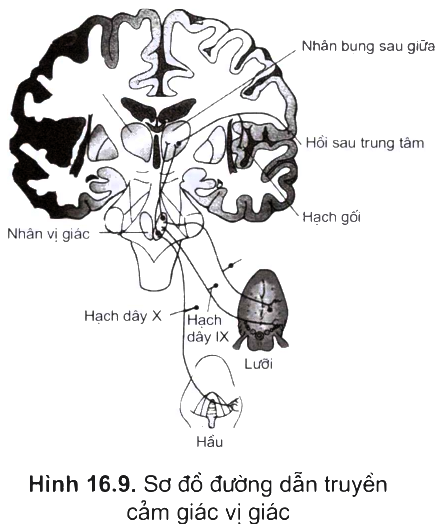 Nhân bung sau giữa
Hồi sau trung tâm
Hạch gối
Nhân vị giác
Hạch dây X
Hạch
dây IX
Lưỡi
Hầu
Hình 16.9. Sơ đồ đường dẫn truyền
cảm giác vị giác